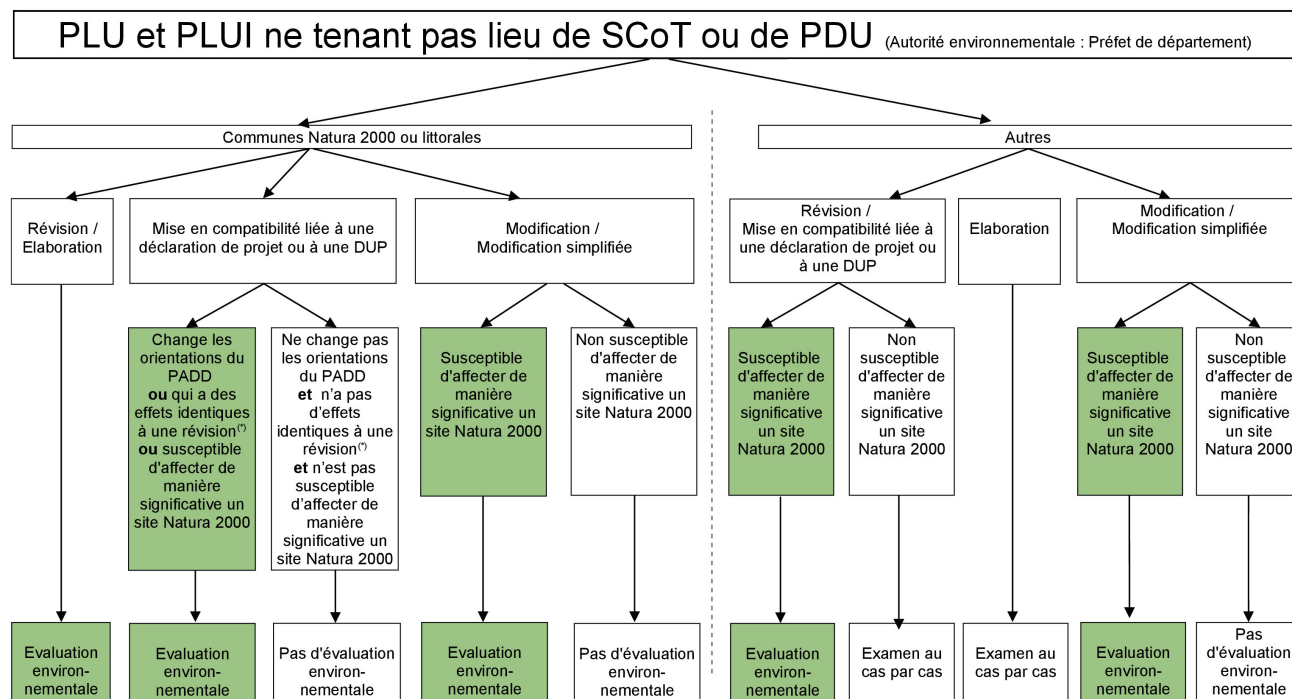 PLU et PLUI ne tenant pas lieu de SCoT ou de PDU (Autorité environnementale : Préfet de département)
Communes Natura 2000 ou littorales
Autres
Révision /
Elaboration
Mise en compatibilité liée à une
déclaration de projet ou à une DUP
Modification /
Modification simplifiée
Révision /
Mise en compatibilité liée à
une déclaration de projet ou
à une DUP
Elaboration
Modification /
Modification simplifiée
Change les
orientations du
PADD
ou qui a des
effets identiques
à une révision(*)
ou susceptible
d'affecter de
manière
significative un
site Natura 2000
Ne change pas
les orientations
du PADD
et n'a pas
d'effets
identiques à une
révision(*)
et n'est pas
susceptible
d'affecter de
manière
significative un
site Natura 2000
Susceptible
d'affecter de
manière
significative un
site Natura 2000
Non susceptible
d'affecter de
manière
significative un
site Natura 2000
Susceptible
d'affecter de
manière
significative
un site
Natura 2000
Non
susceptible
d'affecter de
manière
significative
un site
Natura 2000
Susceptible
d'affecter de
manière
significative
un site
Natura 2000
Non
susceptible
d'affecter de
manière
significative
un site
Natura 2000
Evaluation
environ-
nementale
Evaluation
environ-
nementale
Pas d'évaluation
environ-
nementale
Evaluation
environ-
nementale
Pas d'évaluation
environ-
nementale
Evaluation
environ-
nementale
Examen au
cas par cas
Examen au
cas par cas
Evaluation
environ-
nementale
Pas
d'évaluation
environ-
nementale